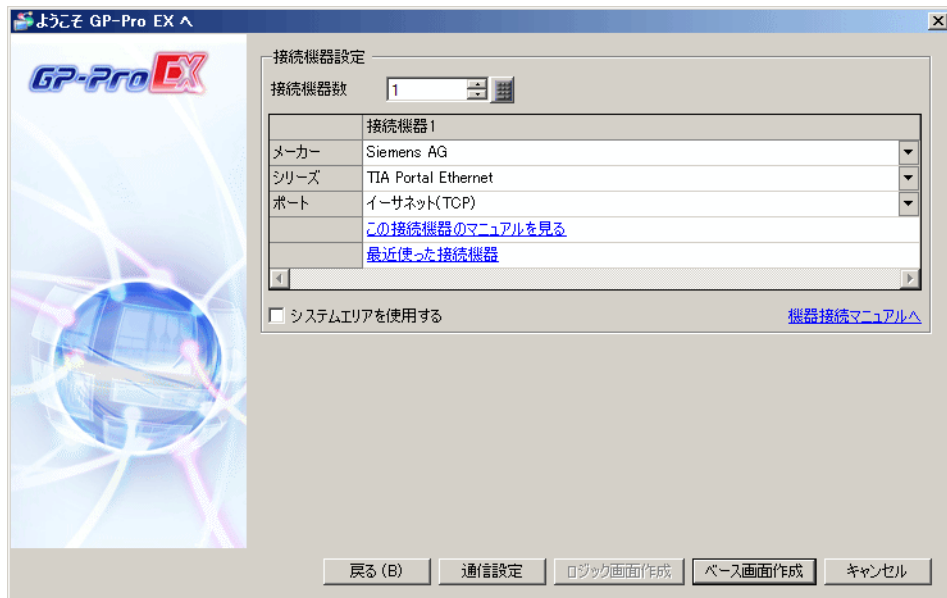 ようこそ GP-Pro EX へ
GP-Pro EX
接続機器設定
接続機器数 1
接続機器1
メーカー Siemens AG
シリーズ TIA Portal Ethernet
ポート イーサネット(TCP)
この接続機器のマニュアルを見る
最近使った接続機器
システムエリアを使用する 機器接続マニュアルへ
戻る (B) 通信設定 ロジック画面作成 ベース画面作成 キャンセル